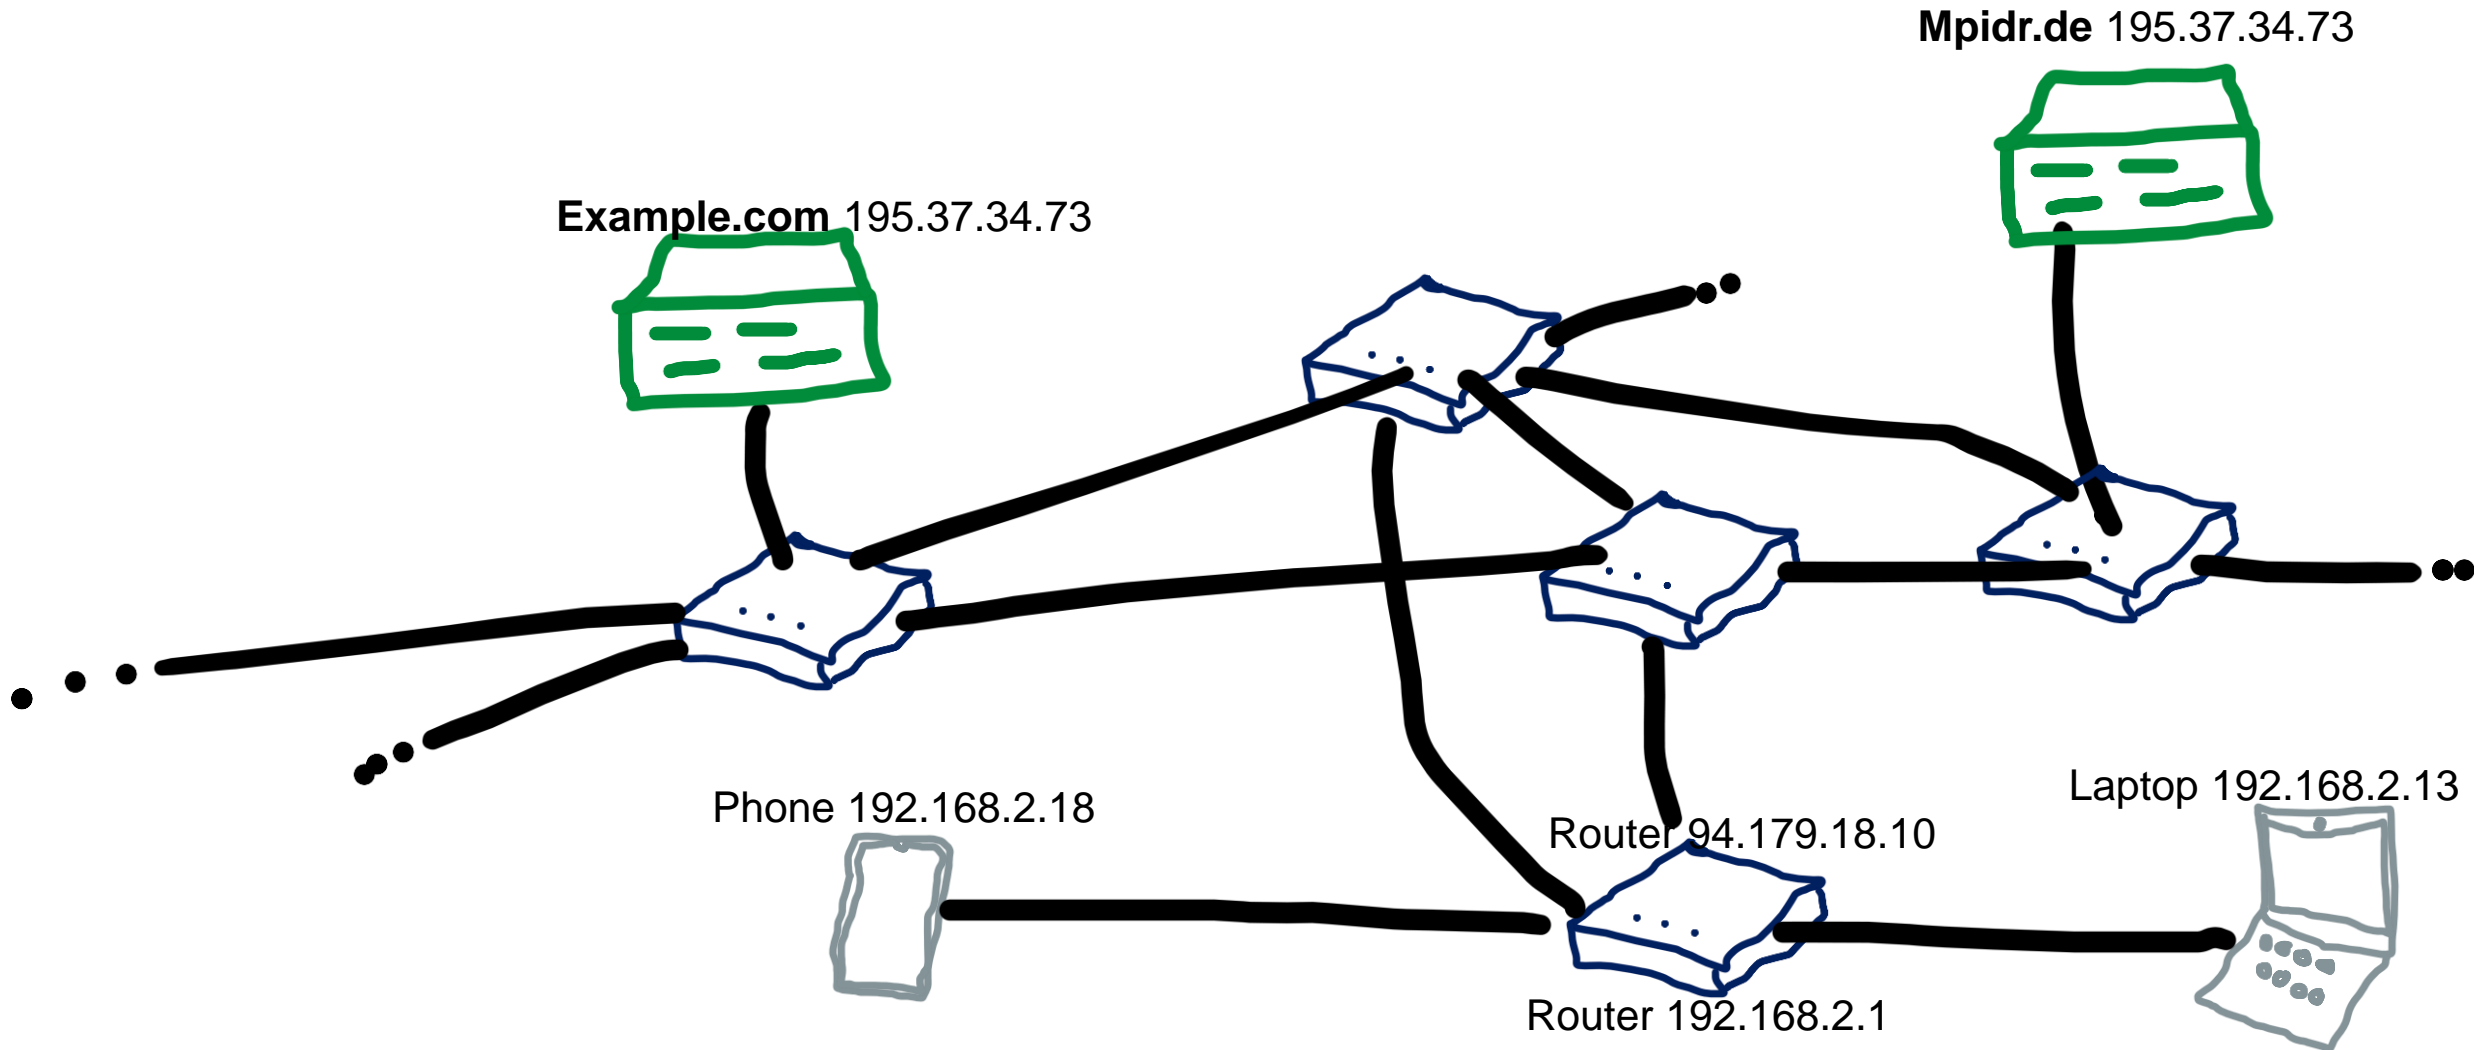 Mpidr.de 195.37.34.73
Example.com 195.37.34.73
Laptop 192.168.2.13
Phone 192.168.2.18
Router 94.179.18.10
Router 192.168.2.1